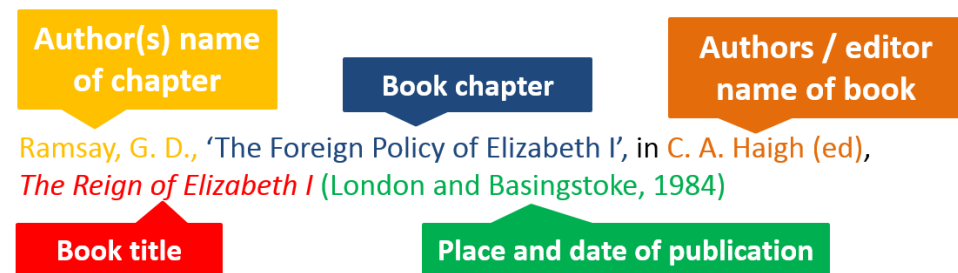 Author(s) name
of chapter
Book chapter
Authors / editor
name of book
Ramsay, G. D., ‘The Foreign Policy of Elizabeth I’, in C. A. Haigh (ed),
The Reign of Elizabeth I (London and Basingstoke, 1984)
Book title
Place and date of publication